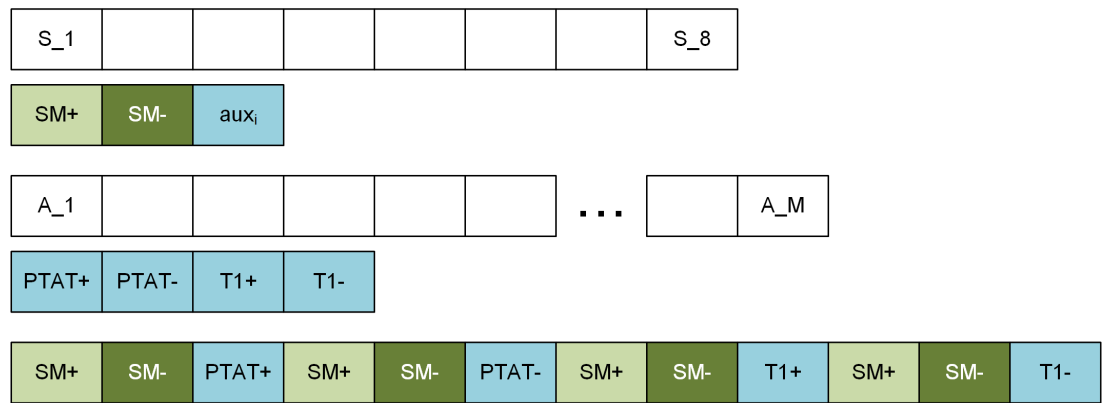 S_1 S_8
SM+ SM- auxᵢ
A_1 ... A_M
PTAT+ PTAT- T1+ T1-
SM+ SM- PTAT+ SM+ SM- PTAT- SM+ SM- T1+ SM+ SM- T1-